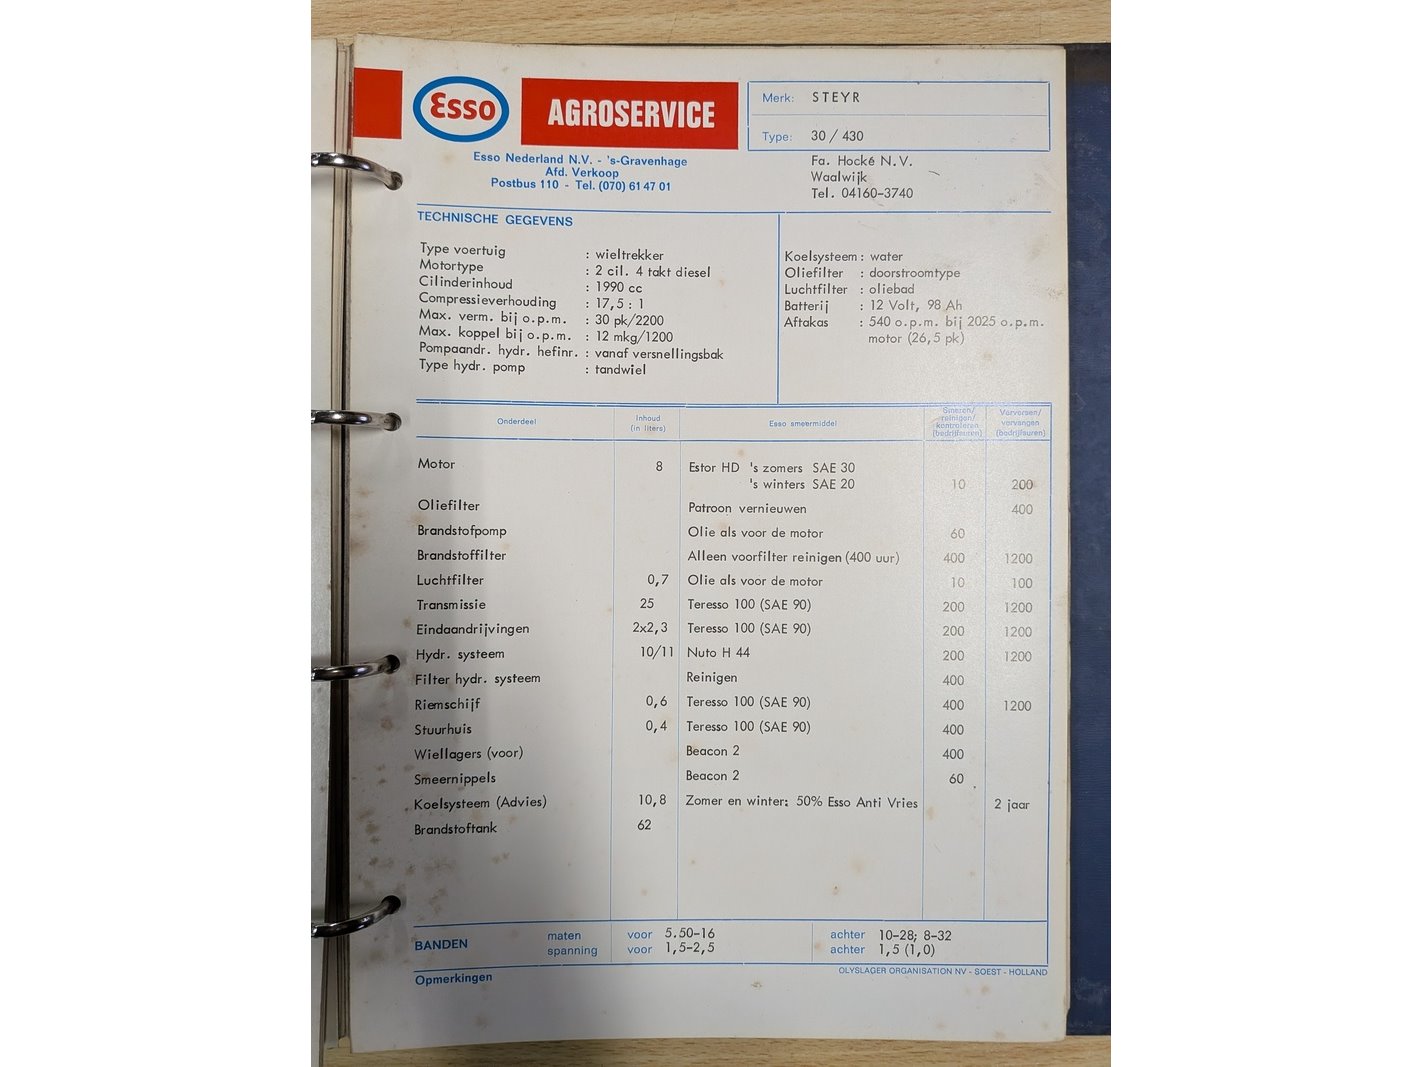 Esso
AGROSERVICE
Merk: STEYR
Type: 30 / 430
Esso Nederland N.V. - 's-Gravenhage
Afd. Verkoop
Postbus 110 - Tel. (070) 61 47 01
Fa. Hocké N.V.
Waalwijk
Tel. 04160-3740
TECHNISCHE GEGEVENS
Type voertuig : wieltrekker
Motortype : 2 cil. 4 takt diesel
Cilinderinhoud : 1990 cc
Compressieverhouding : 17,5 : 1
Max. verm. bij o.p.m. : 30 pk/2200
Max. koppel bij o.p.m. : 12 mkg/1200
Pompaandr. hydr. hefinr. : vanaf versnellingsbak
Type hydr. pomp : tandwiel
Koelsysteem : water
Oliefilter : doorstroomtype
Luchtfilter : oliebad
Batterij : 12 Volt, 98 Ah
Aftakas : 540 o.p.m. bij 2025 o.p.m.
motor (26,5 pk)
Onderdeel Inhoud (in liters) Esso smeermiddel Smeren/ reinigen/ kontroleren (bedrijfsuren) Verversen/ vervangen (bedrijfsuren)
Motor 8 Estor HD 's zomers SAE 30
's winters SAE 20 10 200
Oliefilter Patroon vernieuwen 400
Brandstofpomp Olie als voor de motor 60
Brandstoffilter Alleen voorfilter reinigen (400 uur) 400 1200
Luchtfilter 0,7 Olie als voor de motor 10 100
Transmissie 25 Teresso 100 (SAE 90) 200 1200
Eindaandrijvingen 2x2,3 Teresso 100 (SAE 90) 200 1200
Hydr. systeem 10/11 Nuto H 44 200 1200
Filter hydr. systeem Reinigen 400
Riemschijf 0,6 Teresso 100 (SAE 90) 400 1200
Stuurhuis 0,4 Teresso 100 (SAE 90) 400
Wiellagers (voor) Beacon 2 400
Smeernippels Beacon 2 60
Koelsysteem (Advies) 10,8 Zomer en winter: 50% Esso Anti Vries 2 jaar
Brandstoftank 62
BANDEN
maten voor 5.50-16 achter 10-28; 8-32
spanning voor 1,5-2,5 achter 1,5 (1,0)
OLYSLAGER ORGANISATION NV - SOEST - HOLLAND
Opmerkingen